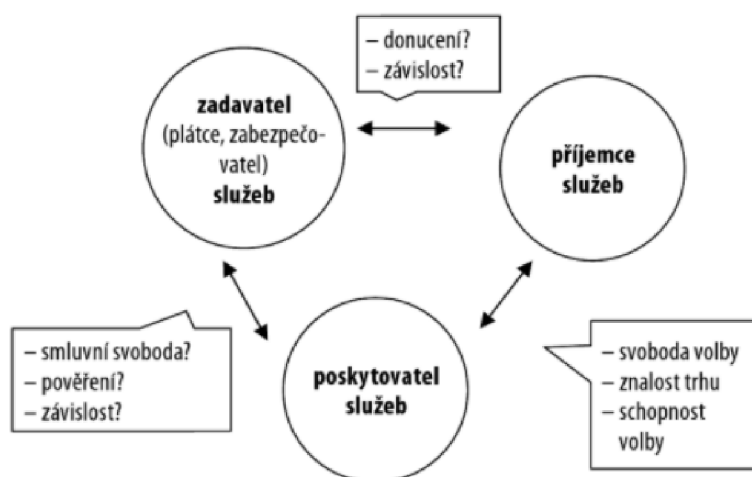 – donucení?
– závislost?
zadavatel
(plátce, zabezpečo-
vatel)
služeb
příjemce
služeb
– smluvní svoboda?
– pověření?
– závislost?
poskytovatel
služeb
– svoboda volby
– znalost trhu
– schopnost
volby